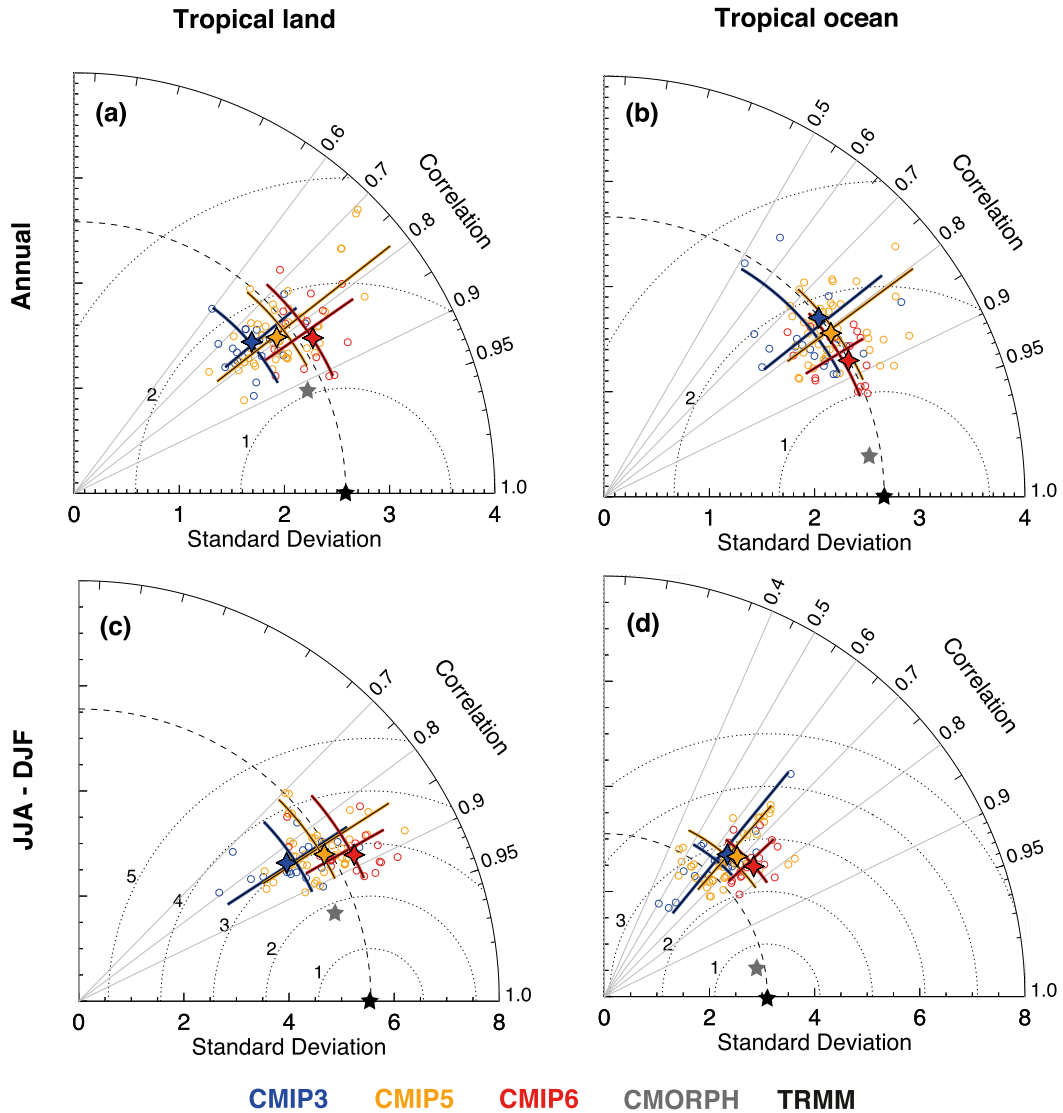 Tropical land
Tropical ocean
Annual
(a)
0.6
0.7
Correlation
0.8
0.9
0.95
1.0
2
1
0 1 2 3 4
Standard Deviation
(b)
0.5
0.6
0.7
Correlation
0.8
0.9
0.95
1.0
2
1
0 1 2 3 4
Standard Deviation
JJA - DJF
(c)
0.7
Correlation
0.8
0.9
0.95
1.0
5
4
3
2
1
0 2 4 6 8
Standard Deviation
(d)
0.4
0.5
0.6
0.7
Correlation
0.8
0.9
0.95
1.0
3
2
1
0 2 4 6 8
Standard Deviation
CMIP3 CMIP5 CMIP6 CMORPH TRMM